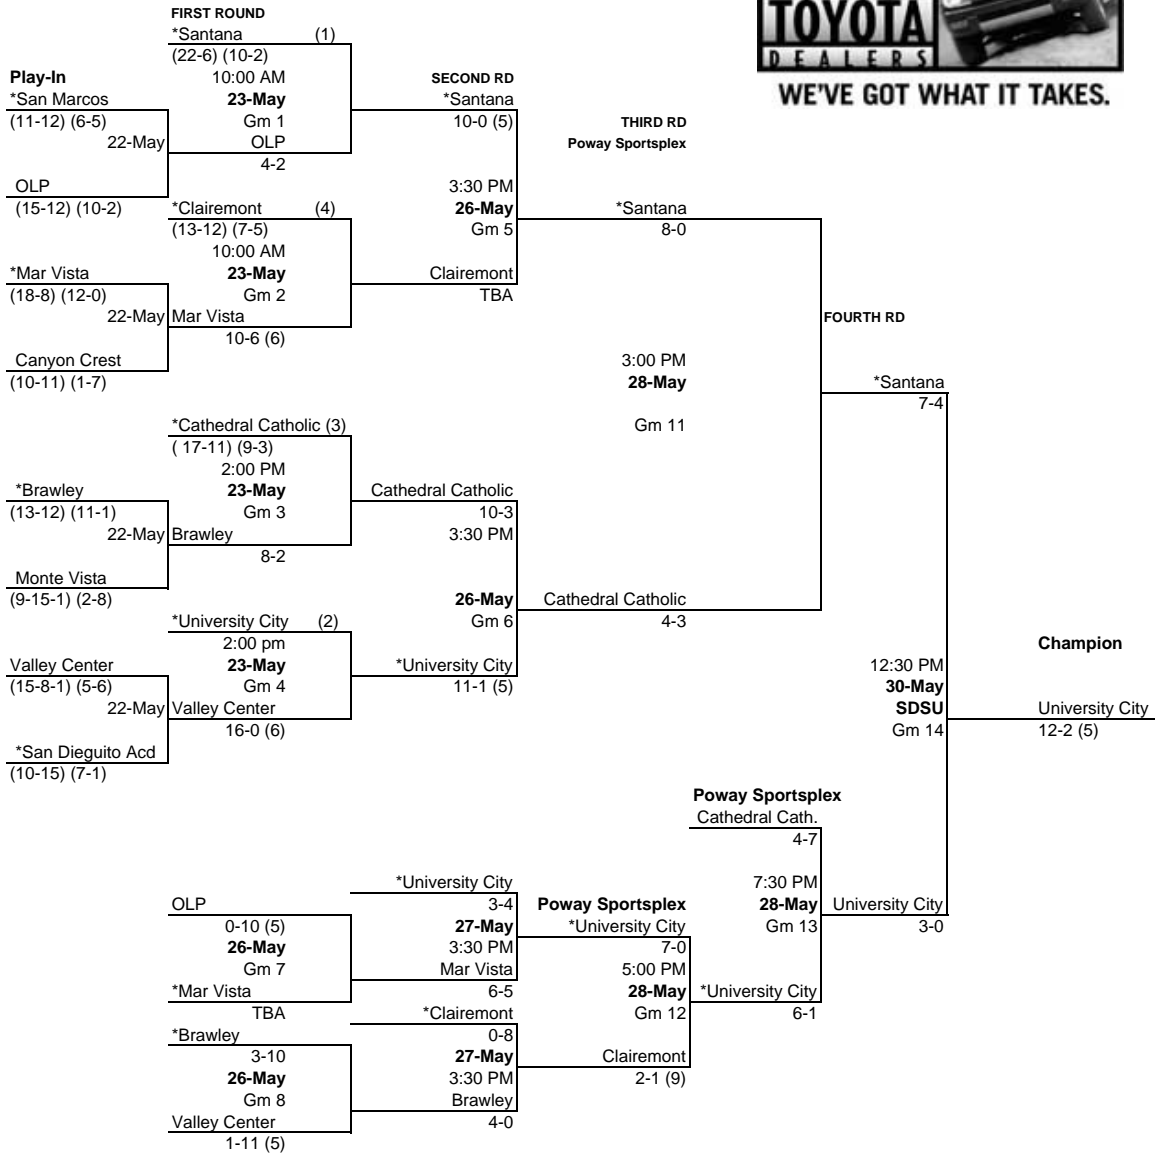 TOYOTA
DEALERS
WE'VE GOT WHAT IT TAKES.
FIRST ROUND
*Santana (1)
(22-6) (10-2)
Play-In
10:00 AM
SECOND RD
*San Marcos
23-May
*Santana
(11-12) (6-5)
Gm 1
10-0 (5)
THIRD RD
22-May
OLP
Poway Sportsplex
4-2
OLP
3:30 PM
(15-12) (10-2)
*Clairemont (4)
26-May
*Santana
(13-12) (7-5)
Gm 5
8-0
10:00 AM
*Mar Vista
23-May
Clairemont
(18-8) (12-0)
Gm 2
TBA
22-May
Mar Vista
FOURTH RD
10-6 (6)
Canyon Crest
3:00 PM
(10-11) (1-7)
28-May
*Santana
7-4
*Cathedral Catholic (3)
Gm 11
( 17-11) (9-3)
2:00 PM
*Brawley
23-May
Cathedral Catholic
(13-12) (11-1)
Gm 3
10-3
22-May
Brawley
3:30 PM
8-2
Monte Vista
(9-15-1) (2-8)
26-May
Cathedral Catholic
*University City (2)
Gm 6
4-3
2:00 pm
Champion
Valley Center
23-May
*University City
12:30 PM
(15-8-1) (5-6)
Gm 4
11-1 (5)
30-May
22-May
Valley Center
SDSU
University City
16-0 (6)
Gm 14
12-2 (5)
*San Dieguito Acd
(10-15) (7-1)
Poway Sportsplex
Cathedral Cath.
4-7
*University City
7:30 PM
OLP
3-4
Poway Sportsplex
28-May
University City
0-10 (5)
27-May
*University City
Gm 13
3-0
26-May
3:30 PM
7-0
Gm 7
Mar Vista
5:00 PM
*Mar Vista
6-5
28-May
*University City
TBA
*Clairemont
Gm 12
6-1
*Brawley
0-8
3-10
27-May
Clairemont
26-May
3:30 PM
2-1 (9)
Gm 8
Brawley
Valley Center
4-0
1-11 (5)